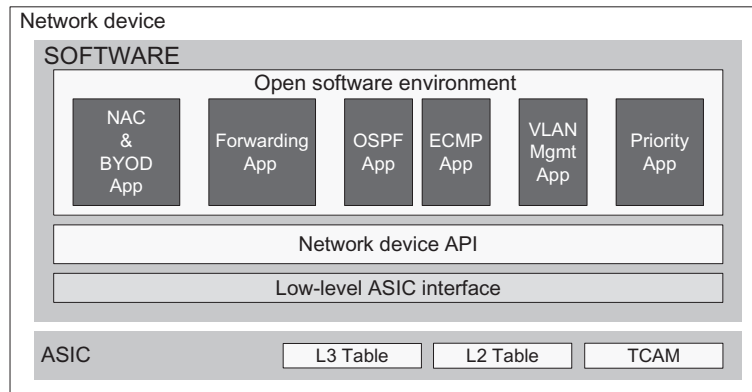 Network device
SOFTWARE
Open software environment
NAC
&
BYOD
App
Forwarding
App
OSPF
App
ECMP
App
VLAN
Mgmt
App
Priority
App
Network device API
Low-level ASIC interface
ASIC
L3 Table
L2 Table
TCAM